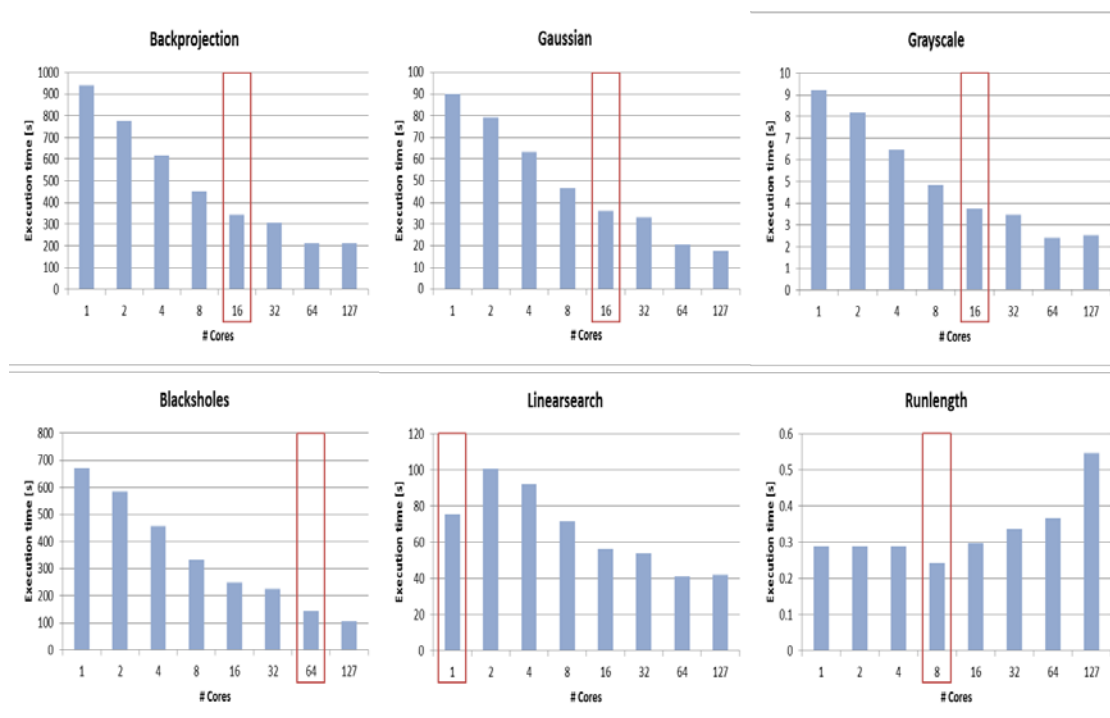 Backprojection
Execution time [s]
1000
900
800
700
600
500
400
300
200
100
0
1 2 4 8 16 32 64 127
# Cores
Gaussian
Execution time [s]
100
90
80
70
60
50
40
30
20
10
0
1 2 4 8 16 32 64 127
# Cores
Grayscale
Execution time [s]
10
9
8
7
6
5
4
3
2
1
0
1 2 4 8 16 32 64 127
# Cores
Blacksholes
Execution time [s]
800
700
600
500
400
300
200
100
0
1 2 4 8 16 32 64 127
# Cores
Linearsearch
Execution time [s]
120
100
80
60
40
20
0
1 2 4 8 16 32 64 127
# Cores
Runlength
Execution time [s]
0.6
0.5
0.4
0.3
0.2
0.1
0
1 2 4 8 16 32 64 127
# Cores